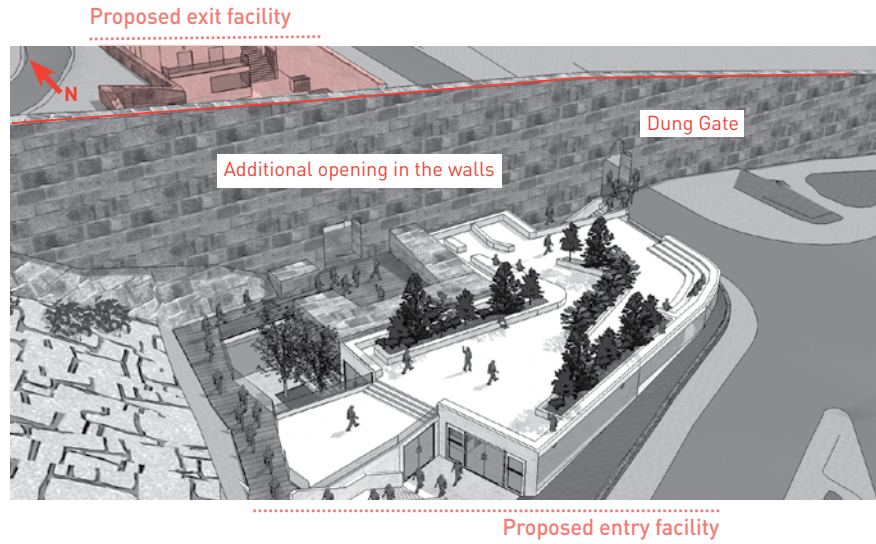 Proposed exit facility
N
Dung Gate
Additional opening in the walls
Proposed entry facility